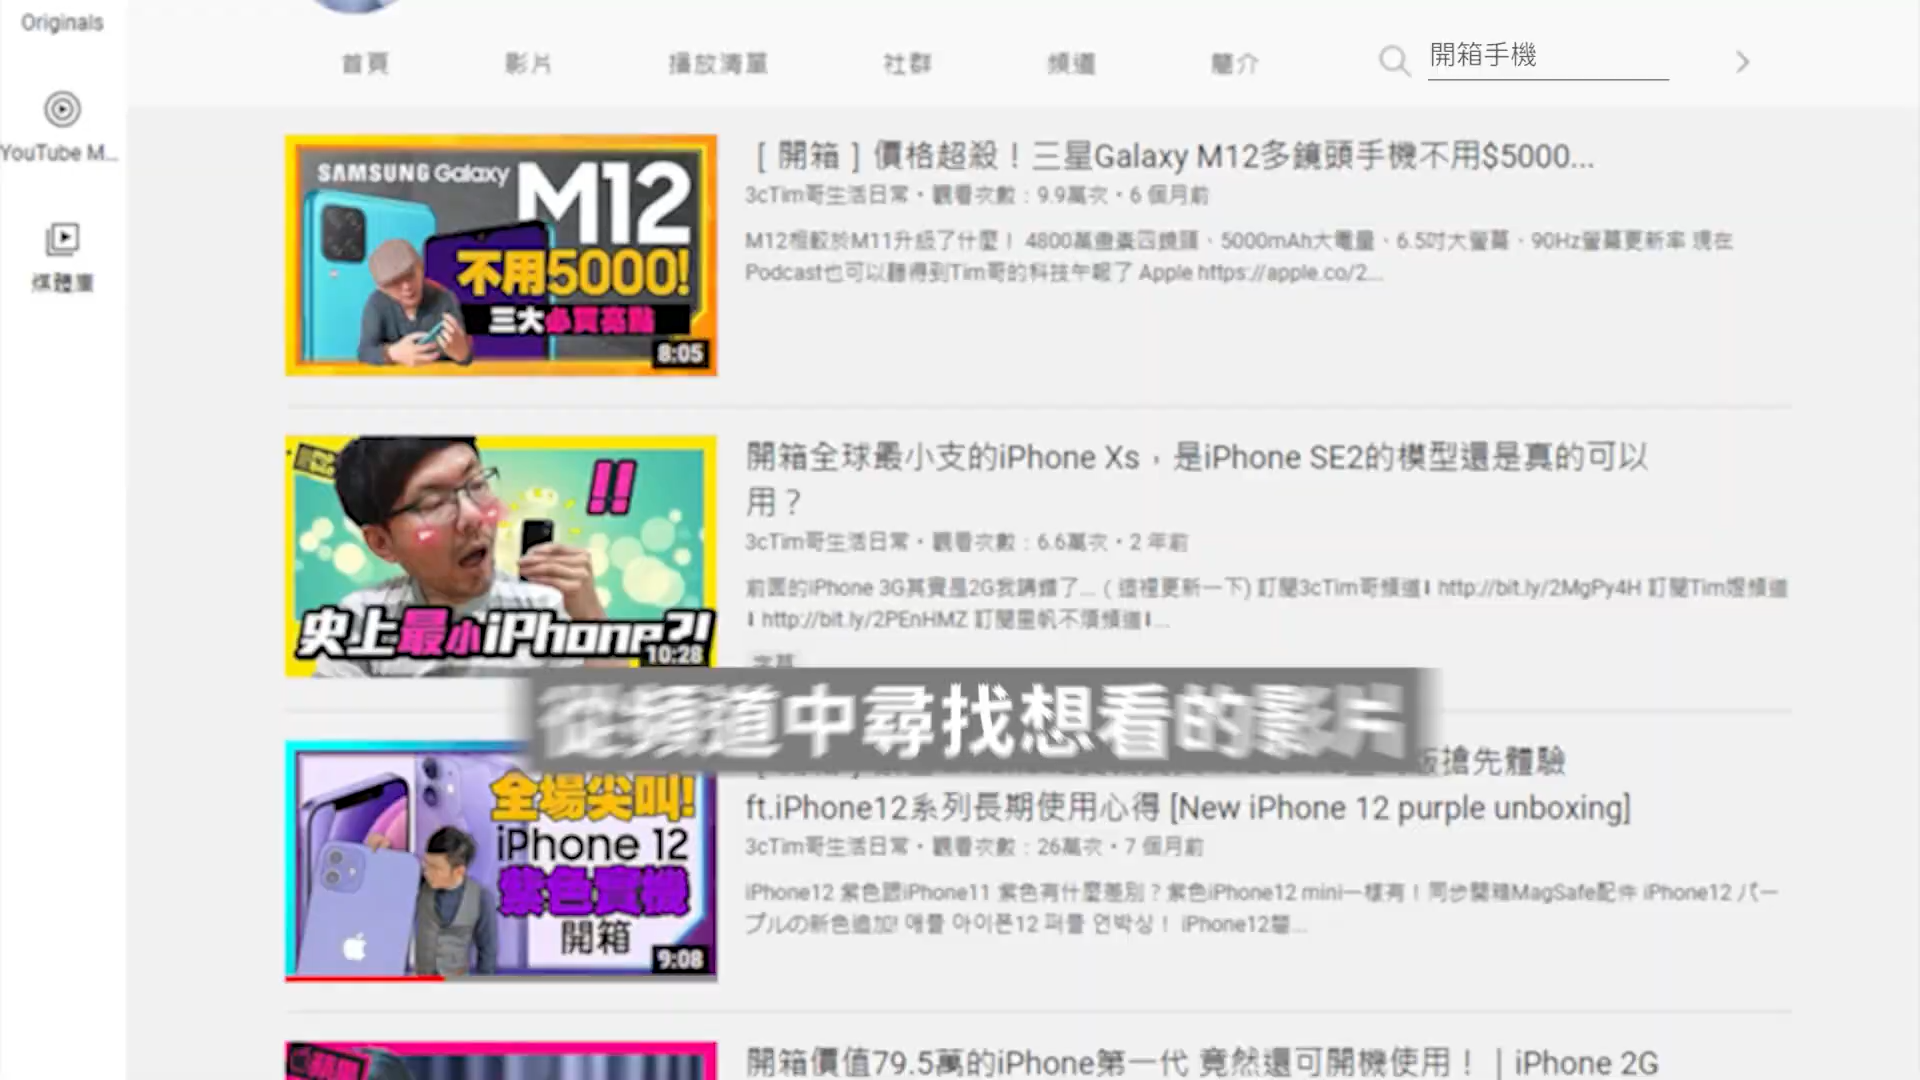 Originals
首頁
影片
播放清單
社群
頻道
簡介
開箱手機
YouTube M...
媒體庫
SAMSUNG Galaxy
M12
不用5000!
三大必買亮點
8:05
[ 開箱 ] 價格超殺！三星Galaxy M12多鏡頭手機不用$5000...
3cTim哥生活日常・觀看次數：9.9萬次・6 個月前
M12相較於M11升級了什麼！ 4800萬畫素四鏡頭、5000mAh大電量、6.5吋大螢幕、90Hz螢幕更新率 現在
Podcast也可以聽得到Tim哥的科技午報了 Apple https://apple.co/2...
!!
史上最小iPhone?!
10:28
開箱全球最小支的iPhone Xs，是iPhone SE2的模型還是真的可以
用？
3cTim哥生活日常・觀看次數：6.6萬次・2 年前
前面的iPhone 3G其實是2G我講錯了... ( 這裡更新一下) 訂閱3cTim哥頻道! http://bit.ly/2MgPy4H 訂閱Tim嫂頻道
! http://bit.ly/2PEnHMZ 訂閱里帆不煩頻道!...
字幕
從頻道中尋找想看的影片
全場尖叫!
iPhone 12
紫色實機
開箱
9:08
版搶先體驗
ft.iPhone12系列長期使用心得 [New iPhone 12 purple unboxing]
3cTim哥生活日常・觀看次數：26萬次・7 個月前
iPhone12 紫色跟iPhone11 紫色有什麼差別？紫色iPhone12 mini一樣有！同步開箱MagSafe配件 iPhone12 パー
プルの新色追加! 애플 아이폰12 퍼플 언박싱！ iPhone12關...
開箱價值79.5萬的iPhone第一代 竟然還可開機使用！｜iPhone 2G